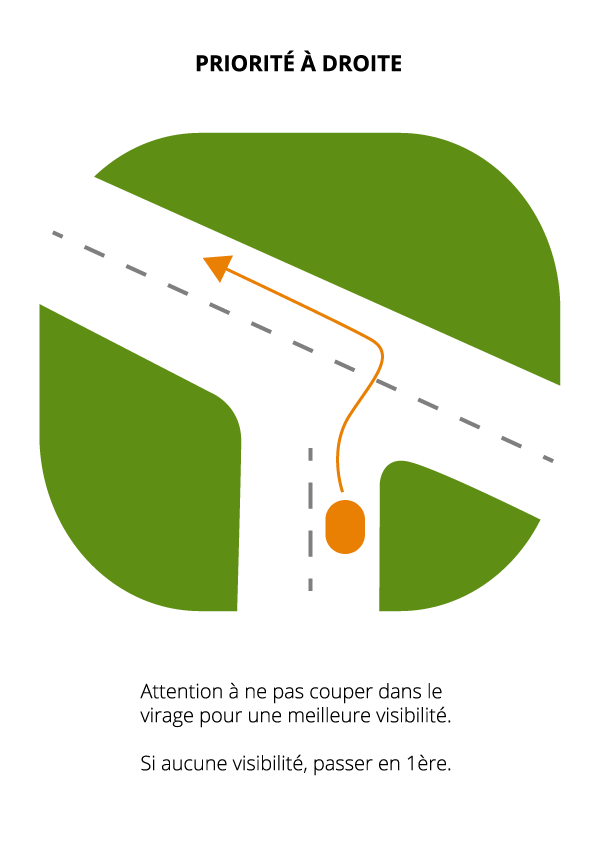 PRIORITÉ À DROITE
Attention à ne pas couper dans le
virage pour une meilleure visibilité.
Si aucune visibilité, passer en 1ère.